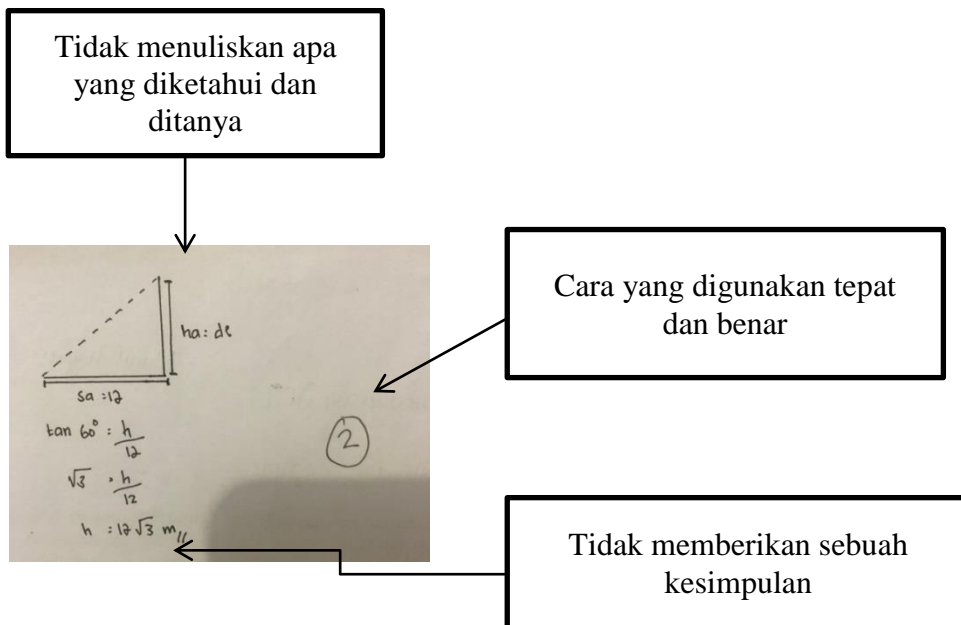 Tidak menuliskan apa
yang diketahui dan
ditanya
Cara yang digunakan tepat
dan benar
ha : de
sa : 12
tan 60° : h/12
√3 : h/12
h : 12√3 m //
2
Tidak memberikan sebuah
kesimpulan